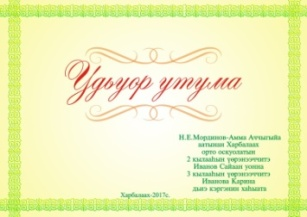 Удьуор утума
Н.Е.Мординов-Амма Аччыгыйа
аатынан Харбалаах
орто оскуолатын
2 кылааһын үөрэнээччитэ
Иванов Сайаан уонна
3 кылааһын үөрэнээччитэ
Иванова Карина
дьиэ кэргэнин хаһыата
Харбалаах-2017с.